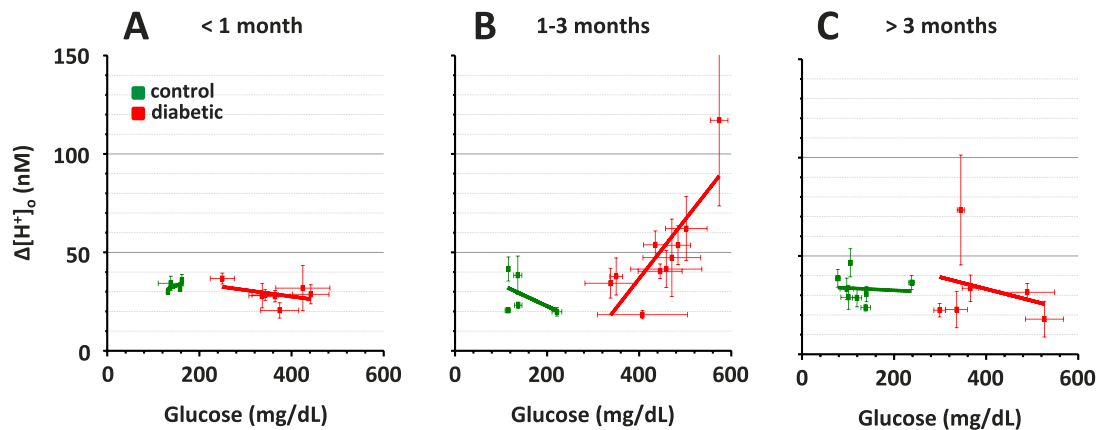 A < 1 month
B 1-3 months
C > 3 months
Δ[H⁺]ₒ (nM)
150
100
50
0
control
diabetic
0 200 400 600
0 200 400 600
0 200 400 600
Glucose (mg/dL)
Glucose (mg/dL)
Glucose (mg/dL)